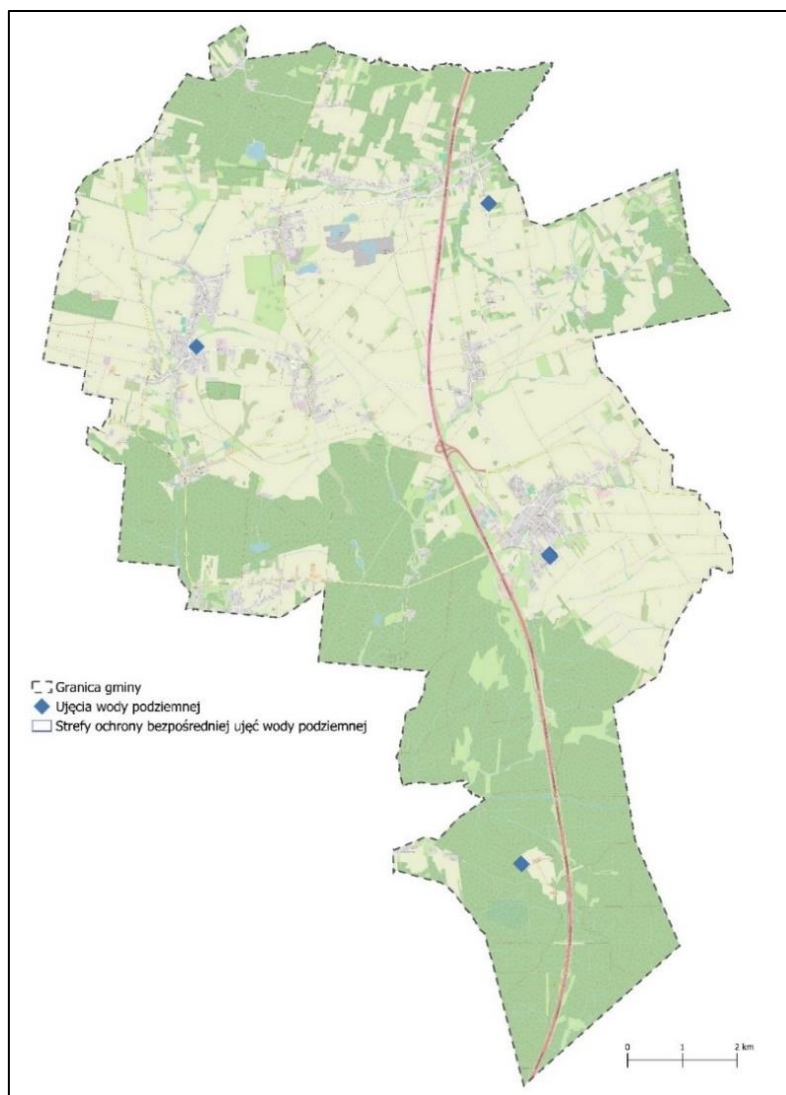 Granica gminy
Ujęcia wody podziemnej
Strefy ochrony bezpośredniej ujęć wody podziemnej
0 1 2 km